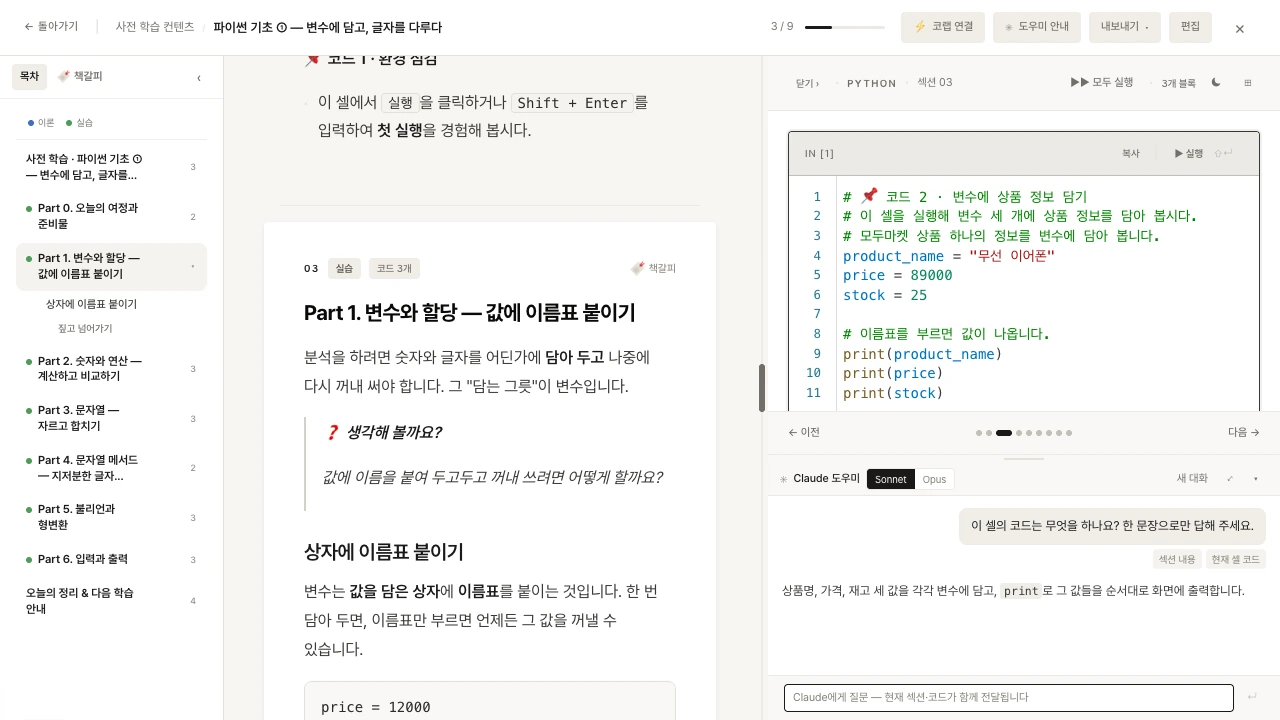 ← 돌아가기
사전 학습 컨텐츠 / 파이썬 기초 ① — 변수에 담고, 글자를 다루다
3 / 9
⚡ 코랩 연결
✳ 도우미 안내
내보내기
편집
×
목차
책갈피
‹
이론
실습
사전 학습 · 파이썬 기초 ①
— 변수에 담고, 글자를...
3
Part 0. 오늘의 여정과
준비물
2
Part 1. 변수와 할당 —
값에 이름표 붙이기
상자에 이름표 붙이기
짚고 넘어가기
Part 2. 숫자와 연산 —
계산하고 비교하기
3
Part 3. 문자열 —
자르고 합치기
3
Part 4. 문자열 메서드
— 지저분한 글자...
2
Part 5. 불리언과
형변환
3
Part 6. 입력과 출력
3
오늘의 정리 & 다음 학습
안내
4
📌 코드 1 · 환경 점검
이 셀에서 실행 을 클릭하거나 Shift + Enter 를
입력하여 첫 실행을 경험해 봅시다.
03 실습 코드 3개
책갈피
Part 1. 변수와 할당 — 값에 이름표 붙이기
분석을 하려면 숫자와 글자를 어딘가에 담아 두고 나중에
다시 꺼내 써야 합니다. 그 "담는 그릇"이 변수입니다.
❓ 생각해 볼까요?
값에 이름을 붙여 두고두고 꺼내 쓰려면 어떻게 할까요?
상자에 이름표 붙이기
변수는 값을 담은 상자에 이름표를 붙이는 것입니다. 한 번
담아 두면, 이름표만 부르면 언제든 그 값을 꺼낼 수
있습니다.
price = 12000
닫기 › · PYTHON · 섹션 03
▶▶ 모두 실행
· 3개 블록
IN [1]
복사
▶ 실행 ⇧↵
1 # 📌 코드 2 · 변수에 상품 정보 담기
2 # 이 셀을 실행해 변수 세 개에 상품 정보를 담아 봅시다.
3 # 모두마켓 상품 하나의 정보를 변수에 담아 봅니다.
4 product_name = "무선 이어폰"
5 price = 89000
6 stock = 25
7
8 # 이름표를 부르면 값이 나옵니다.
9 print(product_name)
10 print(price)
11 print(stock)
← 이전
다음 →
✳ Claude 도우미
Sonnet
Opus
새 대화
이 셀의 코드는 무엇을 하나요? 한 문장으로만 답해 주세요.
섹션 내용
현재 셀 코드
상품명, 가격, 재고 세 값을 각각 변수에 담고, print 로 그 값들을 순서대로 화면에 출력합니다.
Claude에게 질문 — 현재 섹션·코드가 함께 전달됩니다